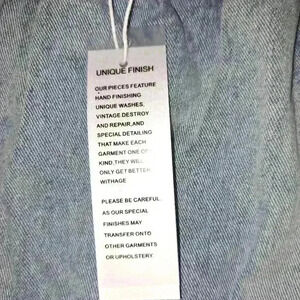 UNIQUE FINISH
OUR PIECES FEATURE
HAND FINISHING
UNIQUE WASHES,
VINTAGE DESTROY
AND REPAIR,AND
SPECIAL DETAILING
THAT MAKE EACH
GARMENT ONE OF
KIND,THEY WILL
ONLY GET BETTER
WITHAGE
PLEASE BE CAREFUL.
AS OUR SPECIAL
FINISHES MAY
TRANSFER ONTO
OTHER GARMENTS
OR UPHOLSTERY